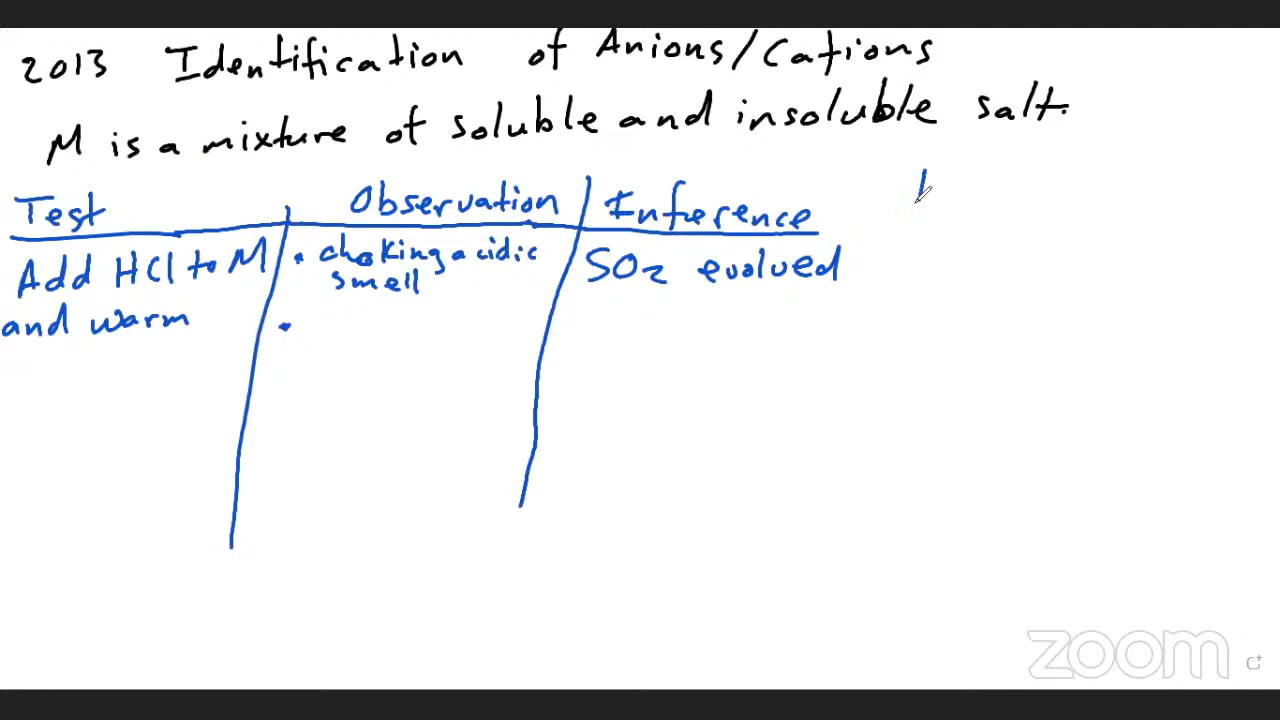 2013 Identification of Anions/Cations
M is a mixture of soluble and insoluble salt.
Test Observation Inference
Add HCl to M • choking acidic SO2 evolved
smell
and warm •
zoom